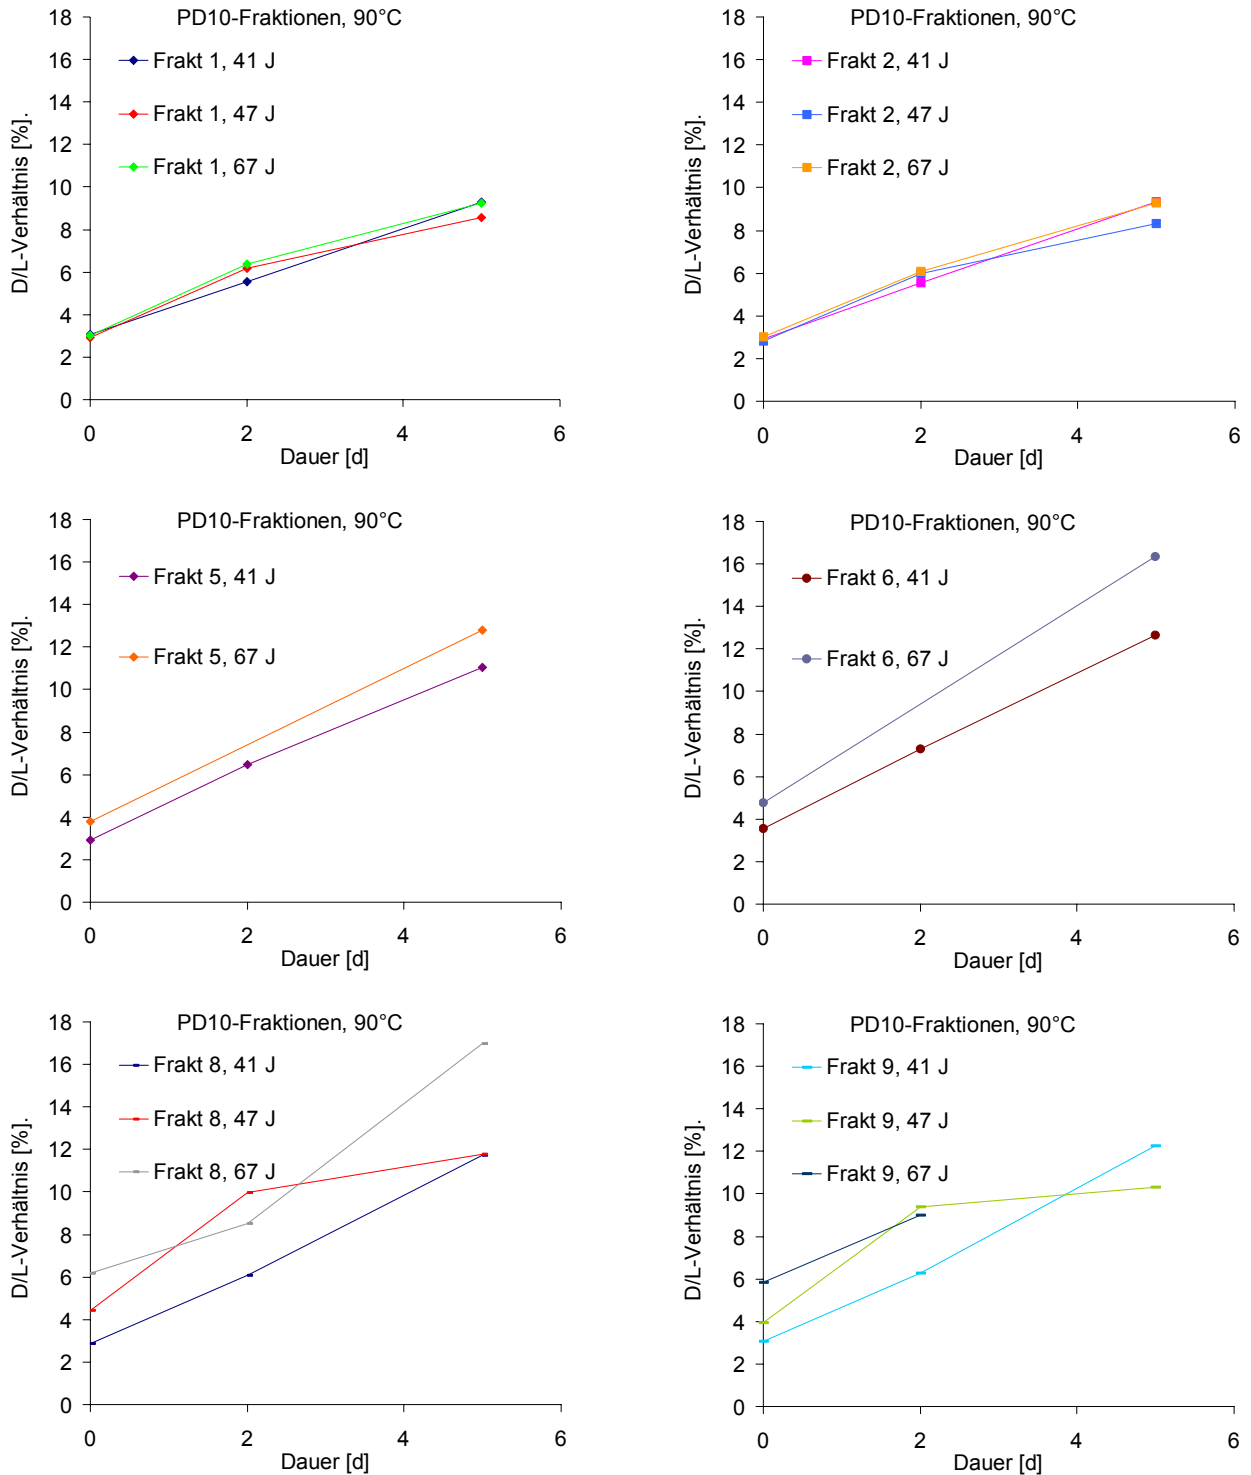 PD10-Fraktionen, 90°C
D/L-Verhältnis [%].
18
16
14
12
10
8
6
4
2
0
Frakt 1, 41 J
Frakt 1, 47 J
Frakt 1, 67 J
0 2 4 6
Dauer [d]
PD10-Fraktionen, 90°C
D/L-Verhältnis [%].
18
16
14
12
10
8
6
4
2
0
Frakt 2, 41 J
Frakt 2, 47 J
Frakt 2, 67 J
0 2 4 6
Dauer [d]
PD10-Fraktionen, 90°C
D/L-Verhältnis [%].
18
16
14
12
10
8
6
4
2
0
Frakt 5, 41 J
Frakt 5, 67 J
0 2 4 6
Dauer [d]
PD10-Fraktionen, 90°C
D/L-Verhältnis [%].
18
16
14
12
10
8
6
4
2
0
Frakt 6, 41 J
Frakt 6, 67 J
0 2 4 6
Dauer [d]
PD10-Fraktionen, 90°C
D/L-Verhältnis [%].
18
16
14
12
10
8
6
4
2
0
Frakt 8, 41 J
Frakt 8, 47 J
Frakt 8, 67 J
0 2 4 6
Dauer [d]
PD10-Fraktionen, 90°C
D/L-Verhältnis [%].
18
16
14
12
10
8
6
4
2
0
Frakt 9, 41 J
Frakt 9, 47 J
Frakt 9, 67 J
0 2 4 6
Dauer [d]